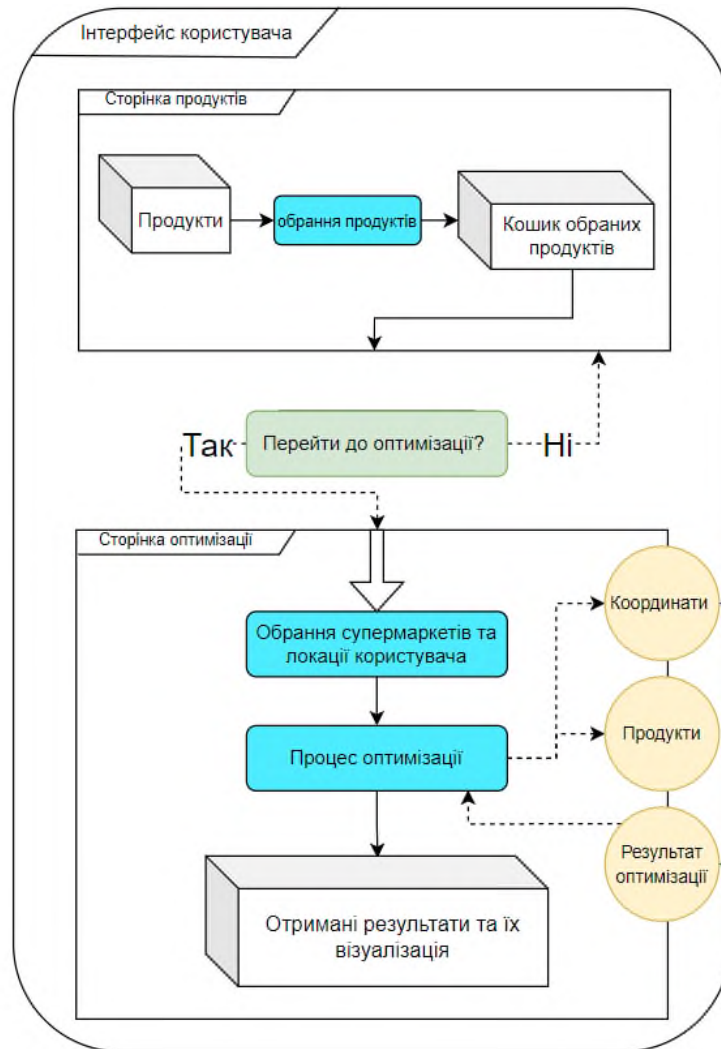 Інтерфейс користувача
Сторінка продуктів
Продукти
обрання продуктів
Кошик обраних
продуктів
Так
Перейти до оптимізації?
Ні
Сторінка оптимізації
Координати
Обрання супермаркетів та
локації користувача
Продукти
Процес оптимізації
Результат
оптимізації
Отримані результати та їх
візуалізація